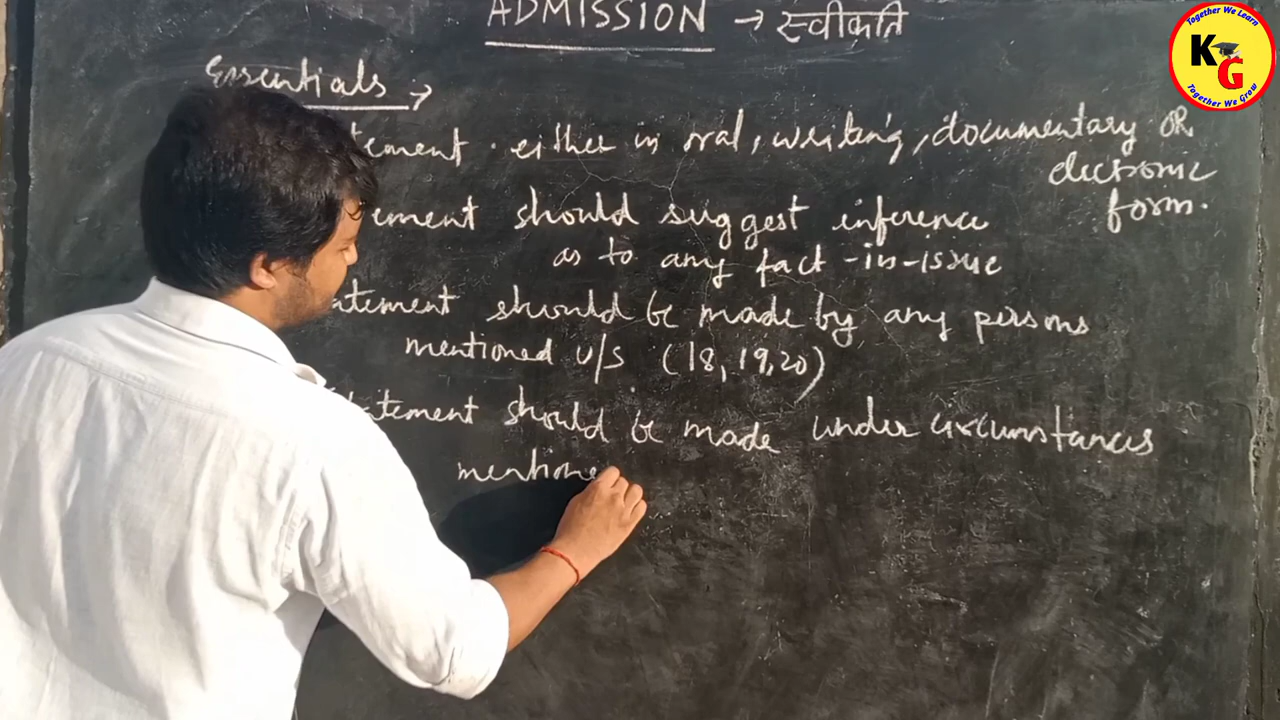 ADMISSION → स्वीकृति
Essentials →
tement . either in oral, writing, documentary OR
electronic
form.
ement should suggest inference
as to any fact-in-issue
atement should be made by any persons
mentioned u/s (18, 19, 20)
tatement should be made under circumstances
mentione
Together We Learn
KG
Together We Grow